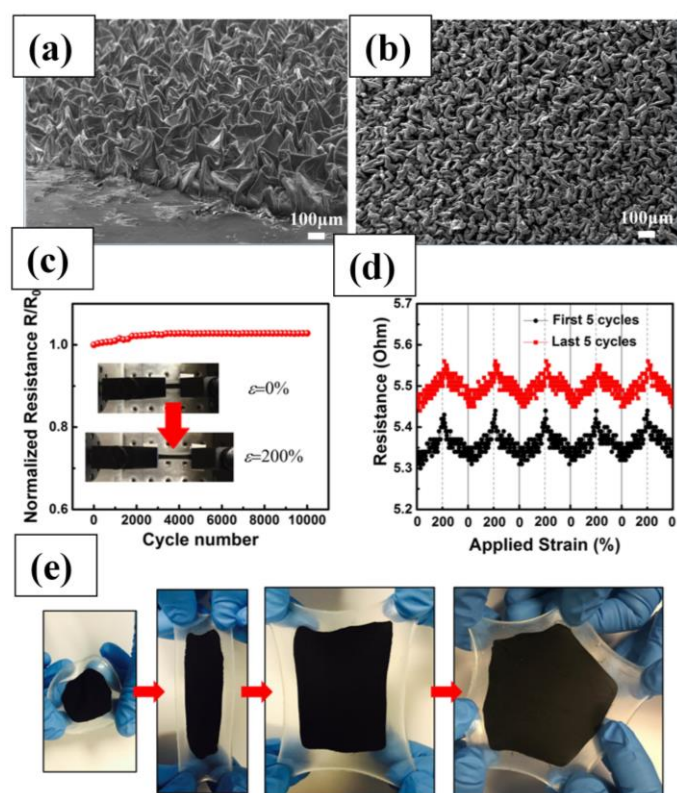 (a)
(b)
100µm
100µm
(c)
(d)
Normalized Resistance R/R0
1.0
0.8
0.6
ε=0%
ε=200%
0 2000 4000 6000 8000 10000
Cycle number
Resistance (Ohm)
5.7
5.6
5.5
5.4
5.3
5.2
First 5 cycles
Last 5 cycles
0 200 0 200 0 200 0 200 0 200 0
Applied Strain (%)
(e)